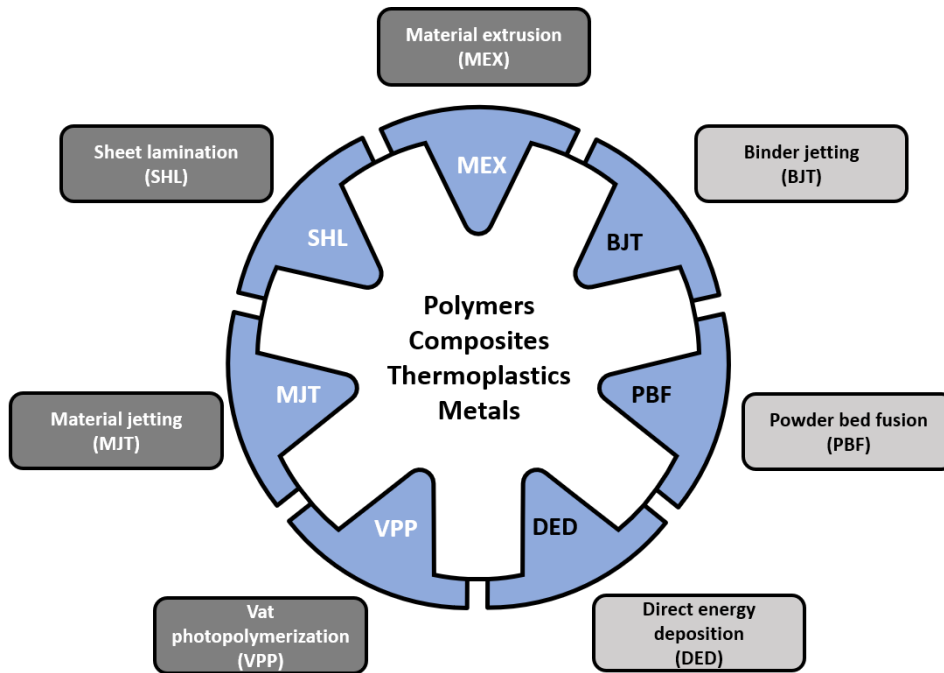 Material extrusion
(MEX)
Sheet lamination
(SHL)
Binder jetting
(BJT)
MEX
SHL
BJT
Polymers
Composites
Thermoplastics
Metals
MJT
PBF
Material jetting
(MJT)
Powder bed fusion
(PBF)
VPP
DED
Vat
photopolymerization
(VPP)
Direct energy
deposition
(DED)